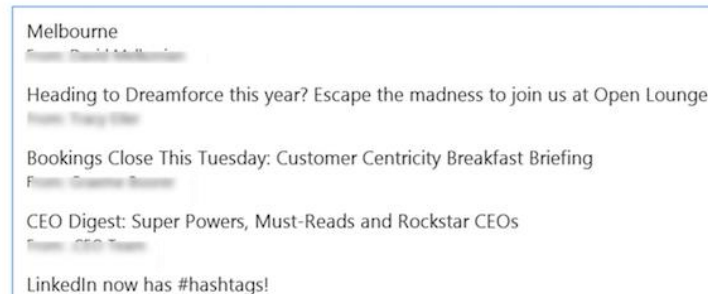 Melbourne
Heading to Dreamforce this year? Escape the madness to join us at Open Lounge
Bookings Close This Tuesday: Customer Centricity Breakfast Briefing
CEO Digest: Super Powers, Must-Reads and Rockstar CEOs
LinkedIn now has #hashtags!